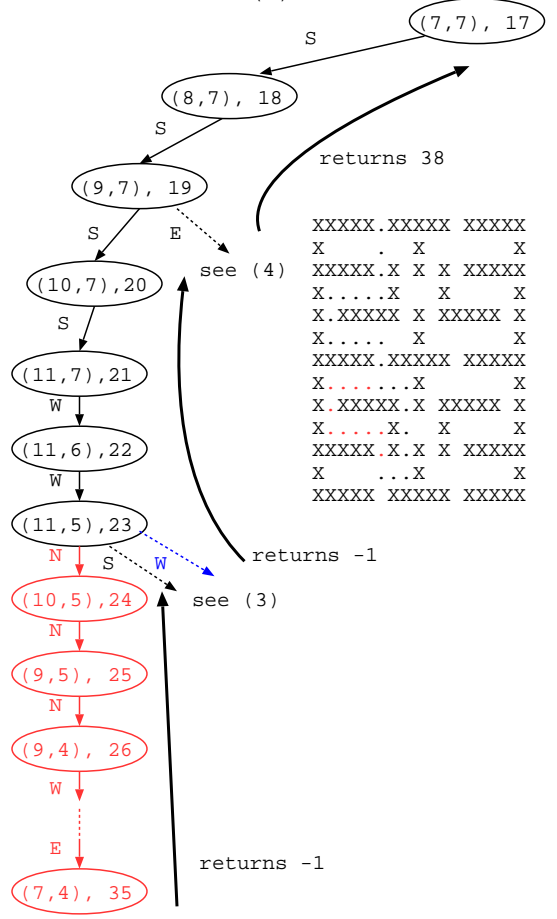 (7,7), 17
S
(8,7), 18
S
returns 38
(9,7), 19
S
E
see (4)
(10,7),20
S
(11,7),21
W
(11,6),22
W
(11,5),23
XXXXX.XXXXX XXXXX
X    .  X       X
XXXXX.X X X XXXXX
X.....X   X     X
X.XXXXX X XXXXX X
X.....  X       X
XXXXX.XXXXX XXXXX
X.......X       X
X.XXXXX.X XXXXX X
X.....X.  X     X
XXXXX.X.X X XXXXX
X    ...X       X
XXXXX XXXXX XXXXX
N
S
W
returns -1
(10,5),24
see (3)
N
(9,5), 25
N
(9,4), 26
W
E
returns -1
(7,4), 35